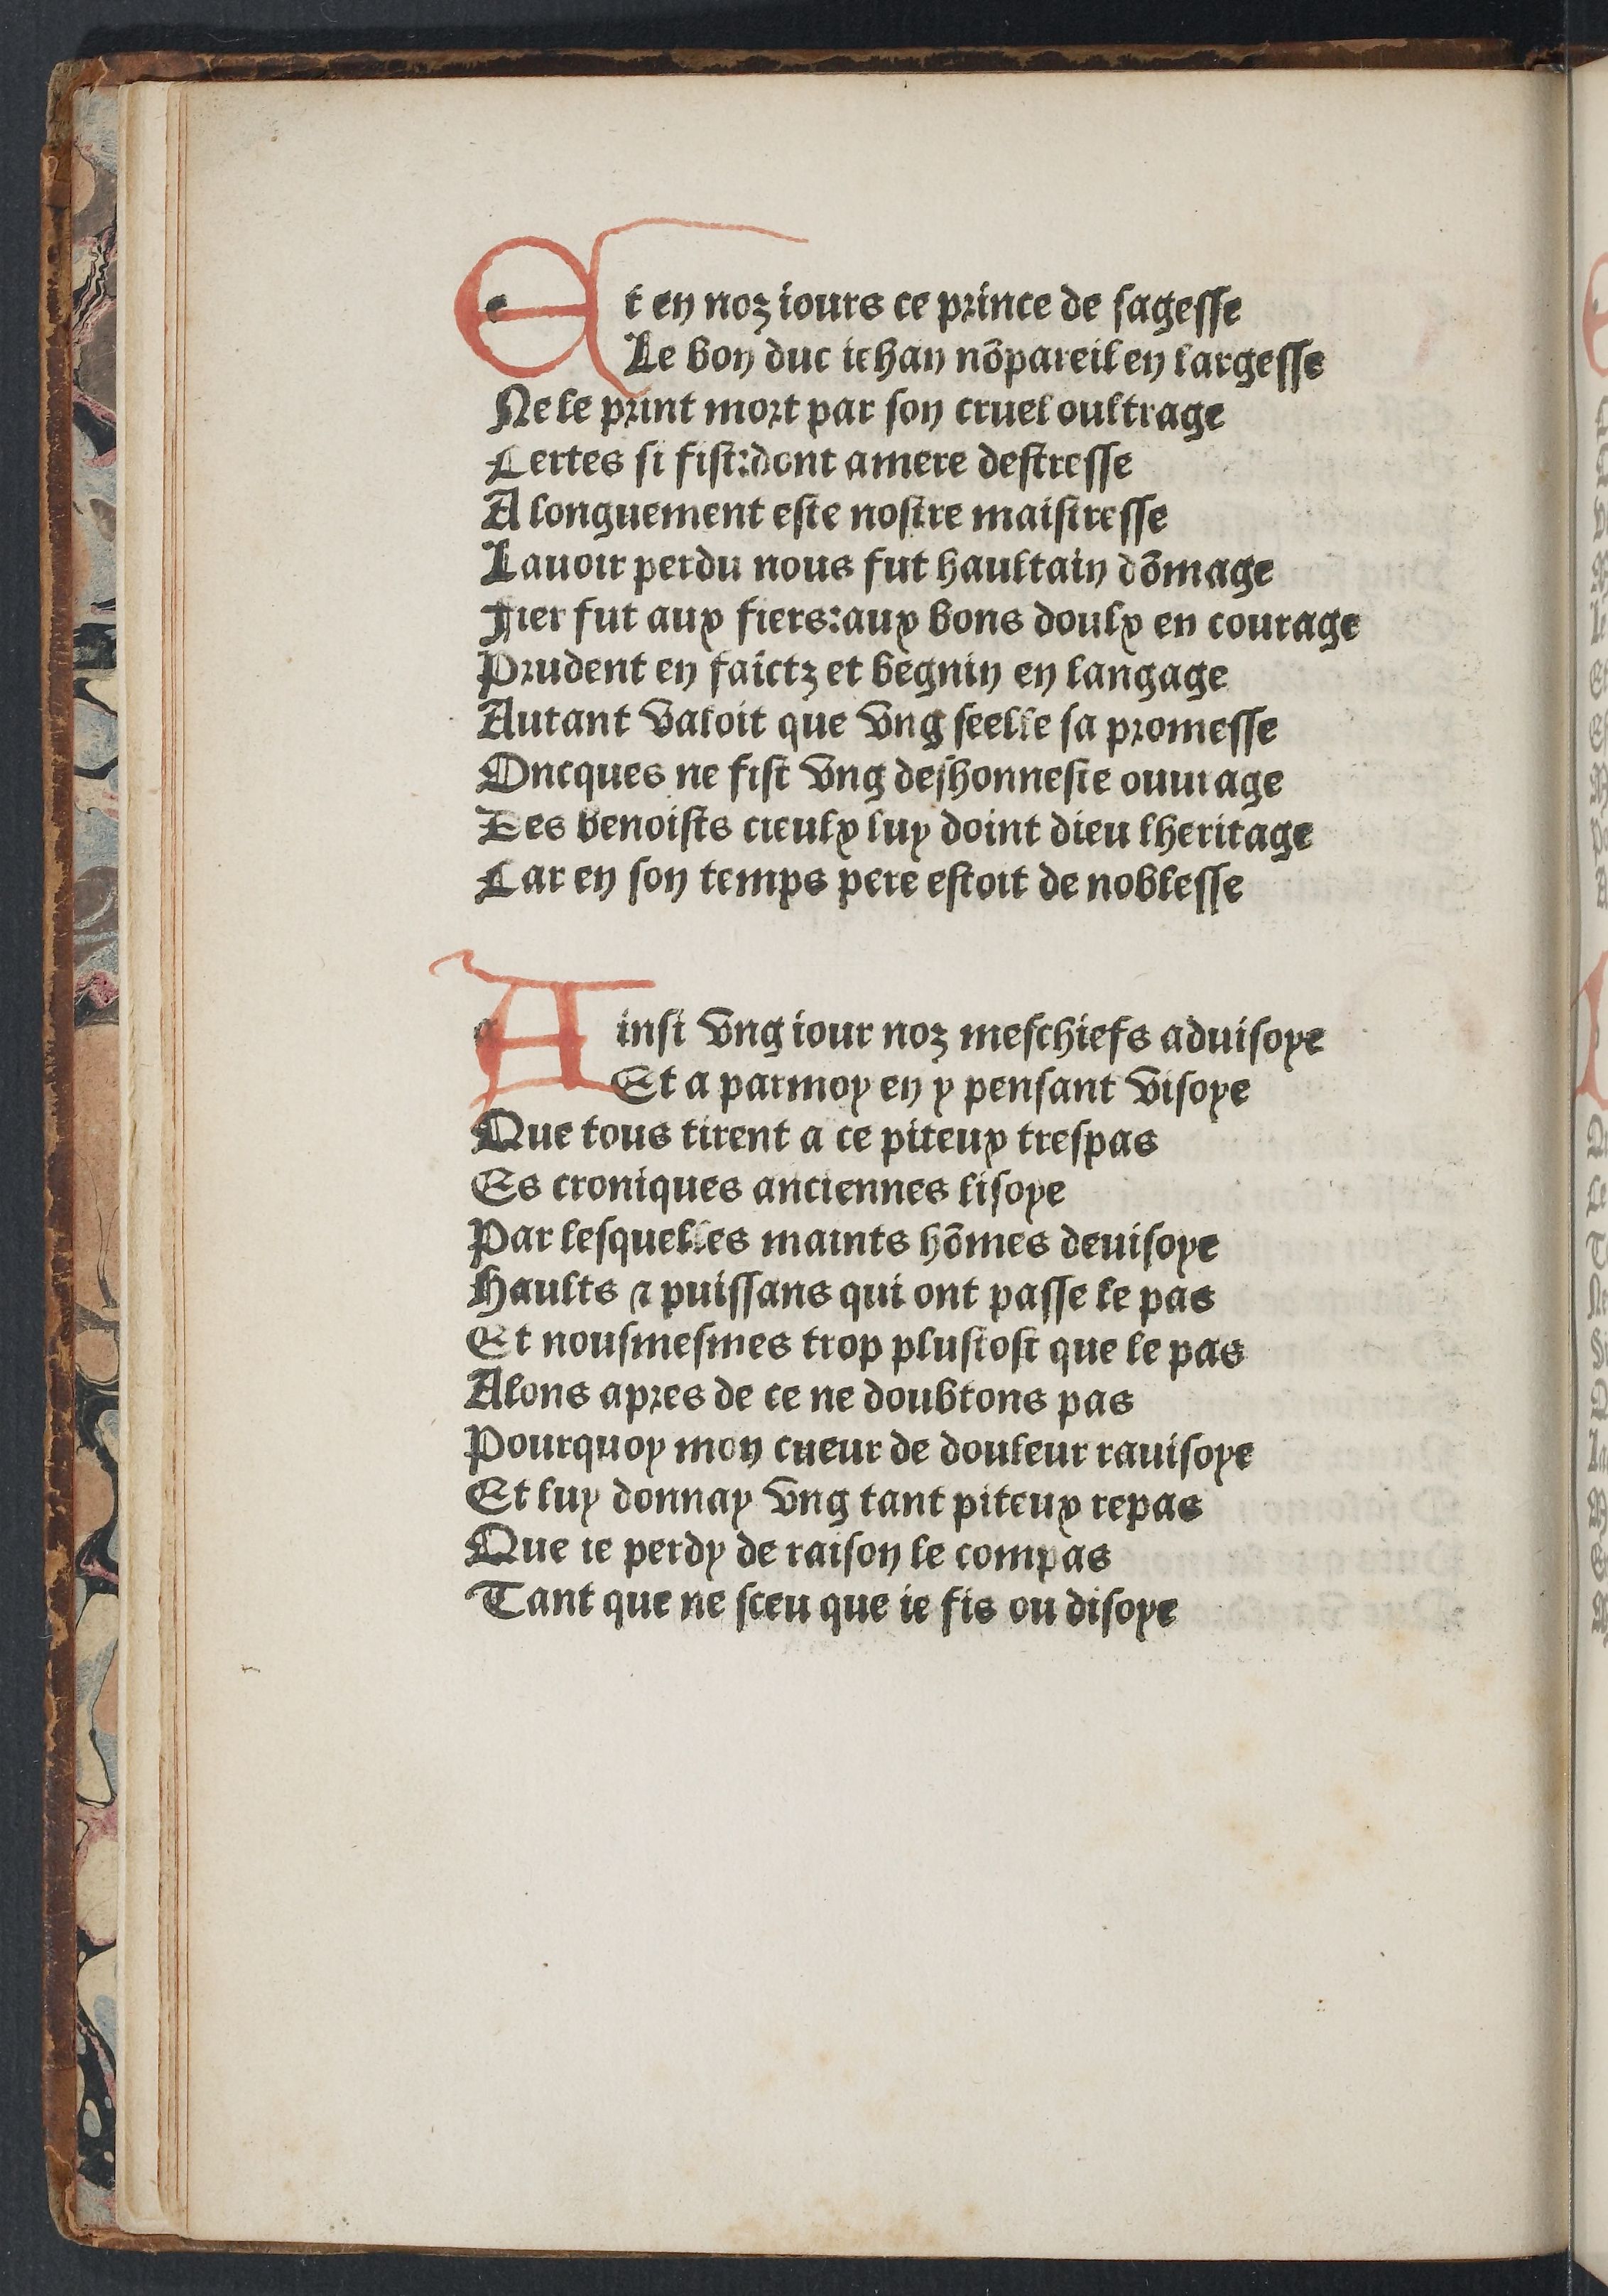 Et en noz iours ce prince de sagesse
Le bon duc iehan nõpareil en largesse
Ne le print mort par son cruel oultrage
Certes si fist:dont amere destresse
A longuement este nostre maistresse
Lauoir perdu nous fut haultain dõmage
Fier fut aux fiers:aux bons doulx en courage
Prudent en faictz et begnin en langage
Autant valoit que vng seelle sa promesse
Oncques ne fist vng deshonneste ouurage
Des benoists cieulx luy doint dieu lheritage
Car en son temps pere estoit de noblesse
Ainsi vng iour noz meschiefs aduisoye
Et a parmoy en y pensant visoye
Que tous tirent a ce piteux trespas
Es croniques anciennes lisoye
Par lesquelles maints hõmes deuisoye
Haults ⁊ puissans qui ont passe le pas
Et nousmesmes trop plustost que le pas
Alons apres de ce ne doubtons pas
Pourquoy mon cueur de douleur rauisoye
Et luy donnay vng tant piteux repas
Que ie perdy de raison le compas
Tant que ne sceu que ie fis ou disoye